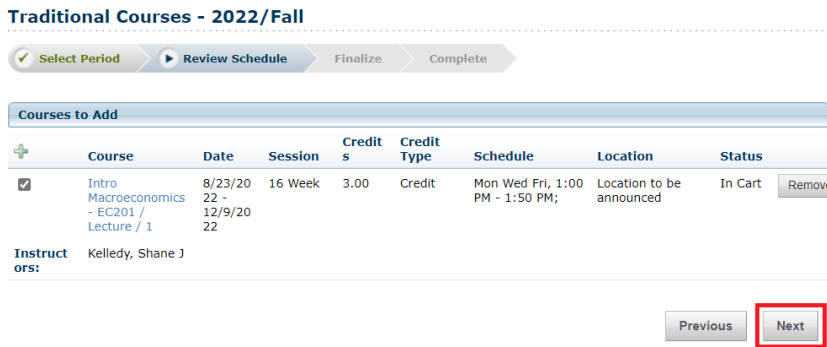 Traditional Courses - 2022/Fall
Select Period Review Schedule Finalize Complete
Courses to Add
Course Date Session Credit
s Credit
Type Schedule Location Status
Intro
Macroeconomics
- EC201 /
Lecture / 1
8/23/20
22 -
12/9/20
22
16 Week
3.00
Credit
Mon Wed Fri, 1:00
PM - 1:50 PM;
Location to be
announced
In Cart
Remove
Instruct
ors:
Kelledy, Shane J
Previous Next